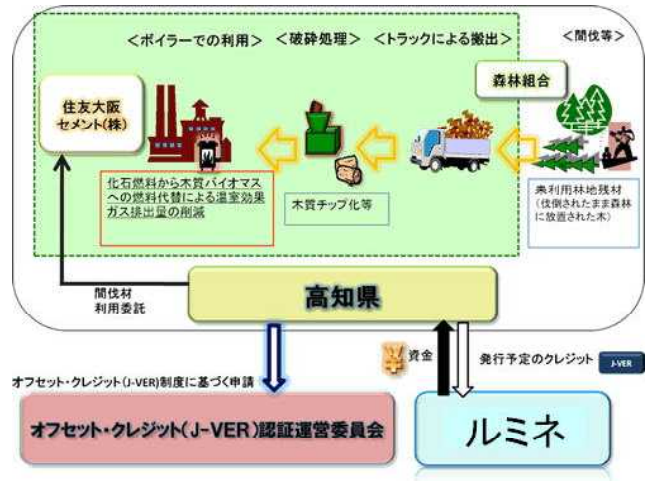 <ボイラーでの利用>
<破砕処理>
<トラックによる搬出>
<間伐等>
森林組合
住友大阪
セメント(株)
化石燃料から木質バイオマス
への燃料代替による温室効果
ガス排出量の削減
木質チップ化等
未利用林地残材
(伐倒されたまま森林
に放置された木)
間伐材
利用委託
高知県
¥
資金
発行予定のクレジット
J-VER
オフセット・クレジット(J-VER)制度に基づく申請
オフセット・クレジット(J-VER)認証運営委員会
ルミネ